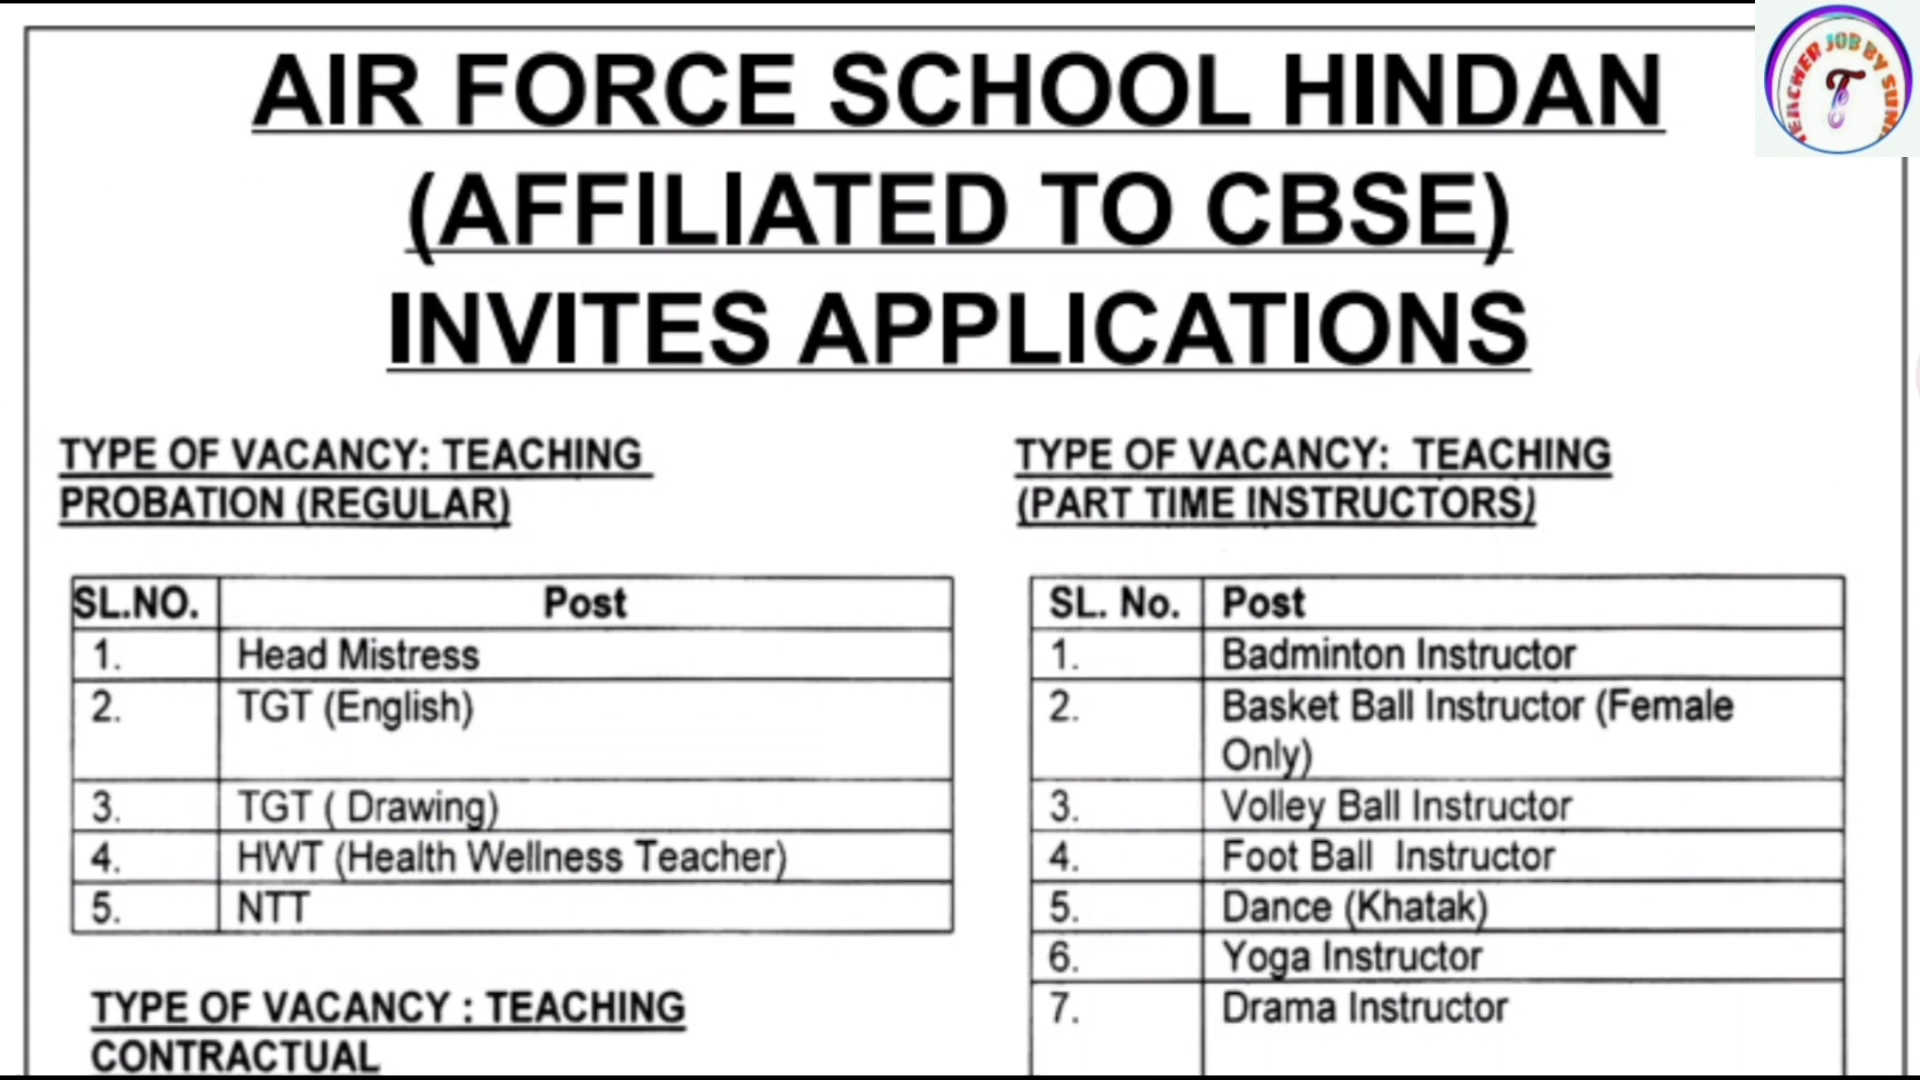 AIR FORCE SCHOOL HINDAN
(AFFILIATED TO CBSE)
INVITES APPLICATIONS
TEACHER JOB BY
T
TYPE OF VACANCY: TEACHING
PROBATION (REGULAR)
SL.NO. Post
1. Head Mistress
2. TGT (English)
3. TGT ( Drawing)
4. HWT (Health Wellness Teacher)
5. NTT
TYPE OF VACANCY : TEACHING
CONTRACTUAL
TYPE OF VACANCY: TEACHING
(PART TIME INSTRUCTORS)
SL. No. Post
1. Badminton Instructor
2. Basket Ball Instructor (Female
Only)
3. Volley Ball Instructor
4. Foot Ball Instructor
5. Dance (Khatak)
6. Yoga Instructor
7. Drama Instructor